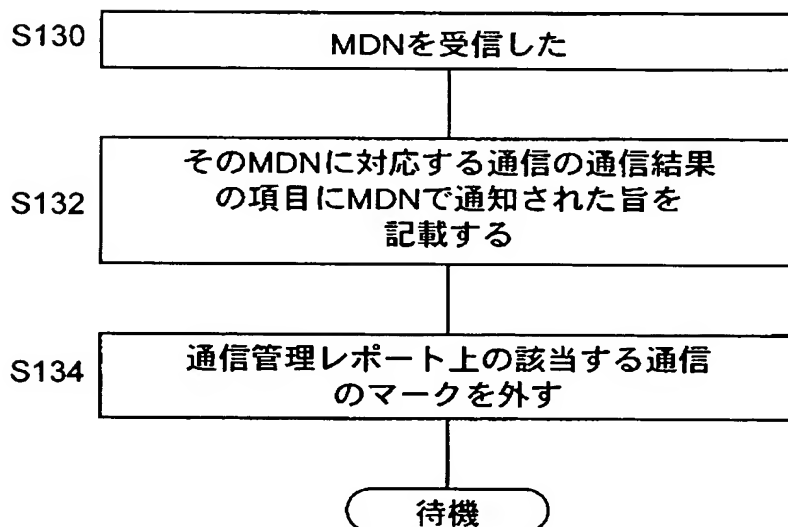 S130
MDNを受信した
S132
そのMDNに対応する通信の通信結果
の項目にMDNで通知された旨を
記載する
S134
通信管理レポート上の該当する通信
のマークを外す
待機